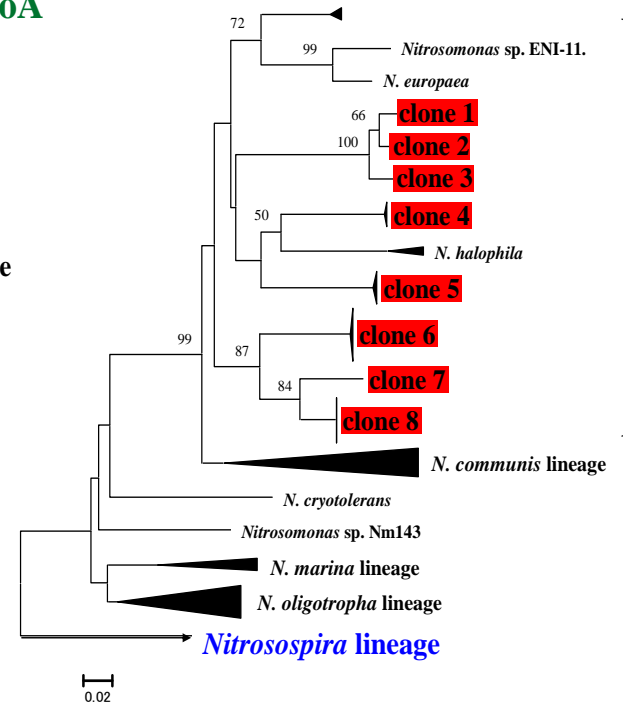 oA
72
99
Nitrosomonas sp. ENI-11.
N. europaea
66
clone 1
100
clone 2
clone 3
50
clone 4
N. halophila
e
clone 5
99
87
clone 6
84
clone 7
clone 8
N. communis lineage
N. cryotolerans
Nitrosomonas sp. Nm143
N. marina lineage
N. oligotropha lineage
Nitrosospira lineage
0.02